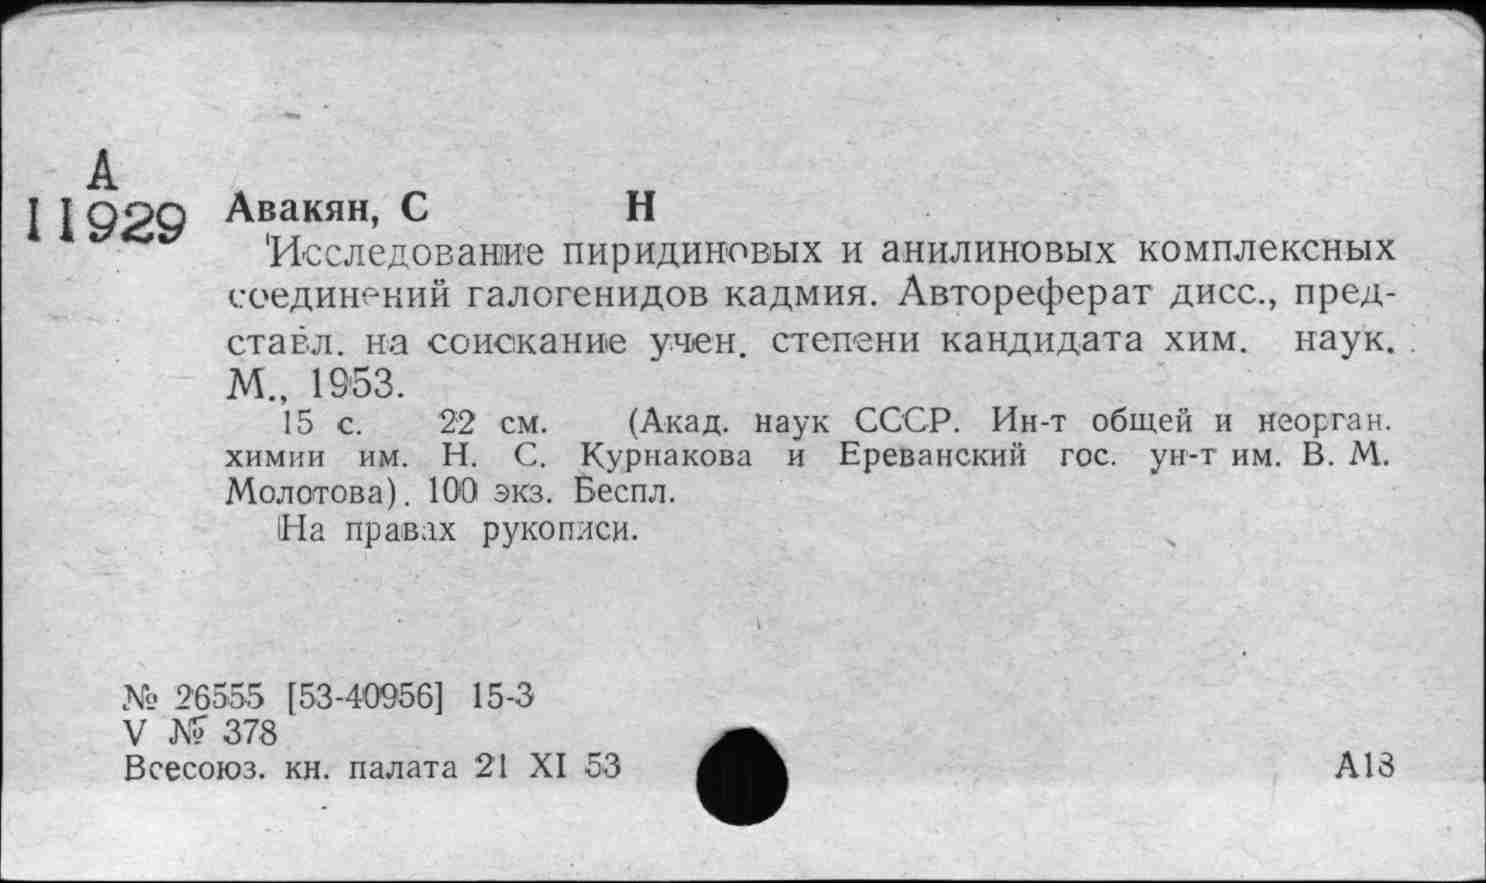 А
11929
Авакян, С Н
Исследование пиридиновых и анилиновых комплексных
соединений галогенидов кадмия. Автореферат дисс., пред-
ставл. на соискание учен. степени кандидата хим. наук.
М., 1953.
15 с. 22 см. (Акад. наук СССР. Ин-т общей и неорган.
химии им. Н. С. Курнакова и Ереванский гос. ун-т им. В. М.
Молотова). 100 экз. Беспл.
На правах рукописи.
№ 26555 [53-40956] 15-3
V № 378
Всесоюз. кн. палата 21 XI 53
А13